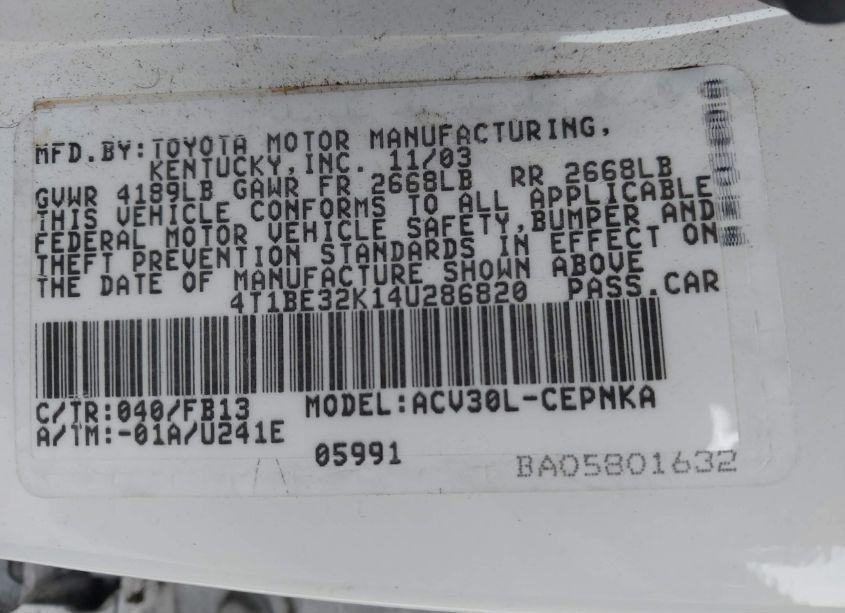 MFD.BY:TOYOTA MOTOR MANUFACTURING,
KENTUCKY,INC. 11/03
GVWR 4189LB GAWR FR 2668LB RR 2668LB
THIS VEHICLE CONFORMS TO ALL APPLICABLE
FEDERAL MOTOR VEHICLE SAFETY,BUMPER AND
THEFT PREVENTION STANDARDS IN EFFECT ON
THE DATE OF MANUFACTURE SHOWN ABOVE
4T1BE32K14U286820 PASS.CAR
C/TR:040/FB13 MODEL:ACV30L-CEPNKA
A/TM:-01A/U241E
05991
BA05801632